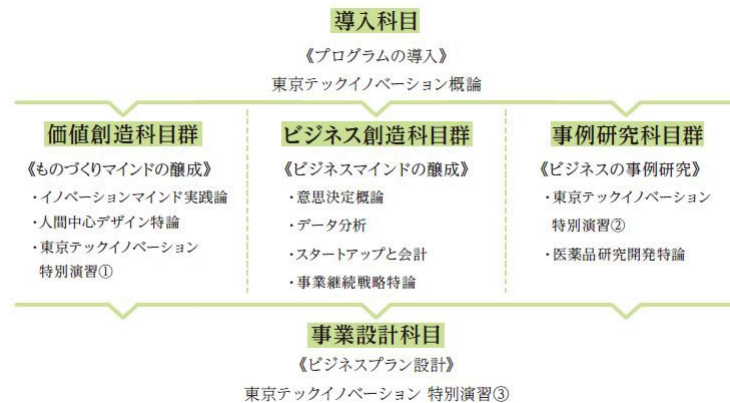 導入科目
《プログラムの導入》
東京テックイノベーション概論
価値創造科目群
《ものづくりマインドの醸成》
・イノベーションマインド実践論
・人間中心デザイン特論
・東京テックイノベーション
特別演習①
ビジネス創造科目群
《ビジネスマインドの醸成》
・意思決定概論
・データ分析
・スタートアップと会計
・事業継続戦略特論
事例研究科目群
《ビジネスの事例研究》
・東京テックイノベーション
特別演習②
・医薬品研究開発特論
事業設計科目
《ビジネスプラン設計》
東京テックイノベーション 特別演習③